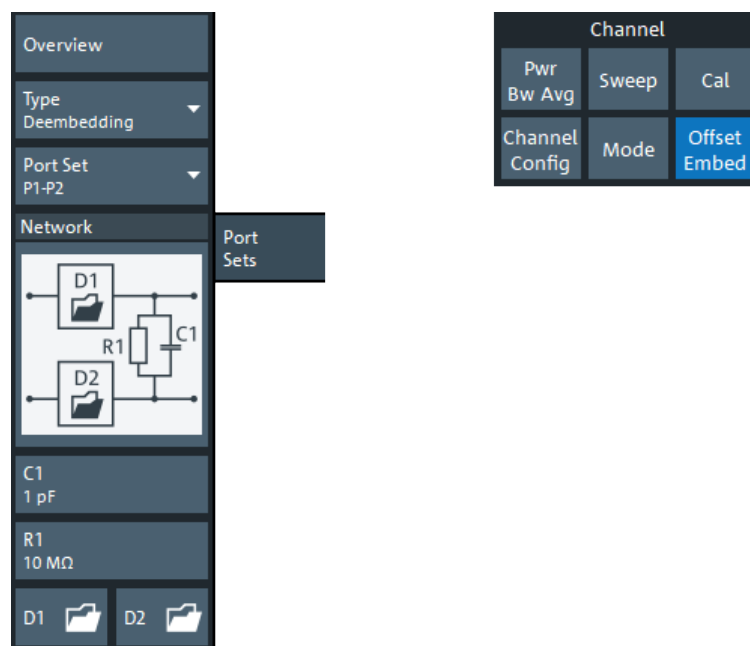 Overview
Type
Deembedding
Port Set
P1-P2
Network
D1
R1
C1
D2
C1
1 pF
R1
10 MΩ
D1
D2
Port
Sets
Channel
Pwr
Bw Avg
Sweep
Cal
Channel
Config
Mode
Offset
Embed